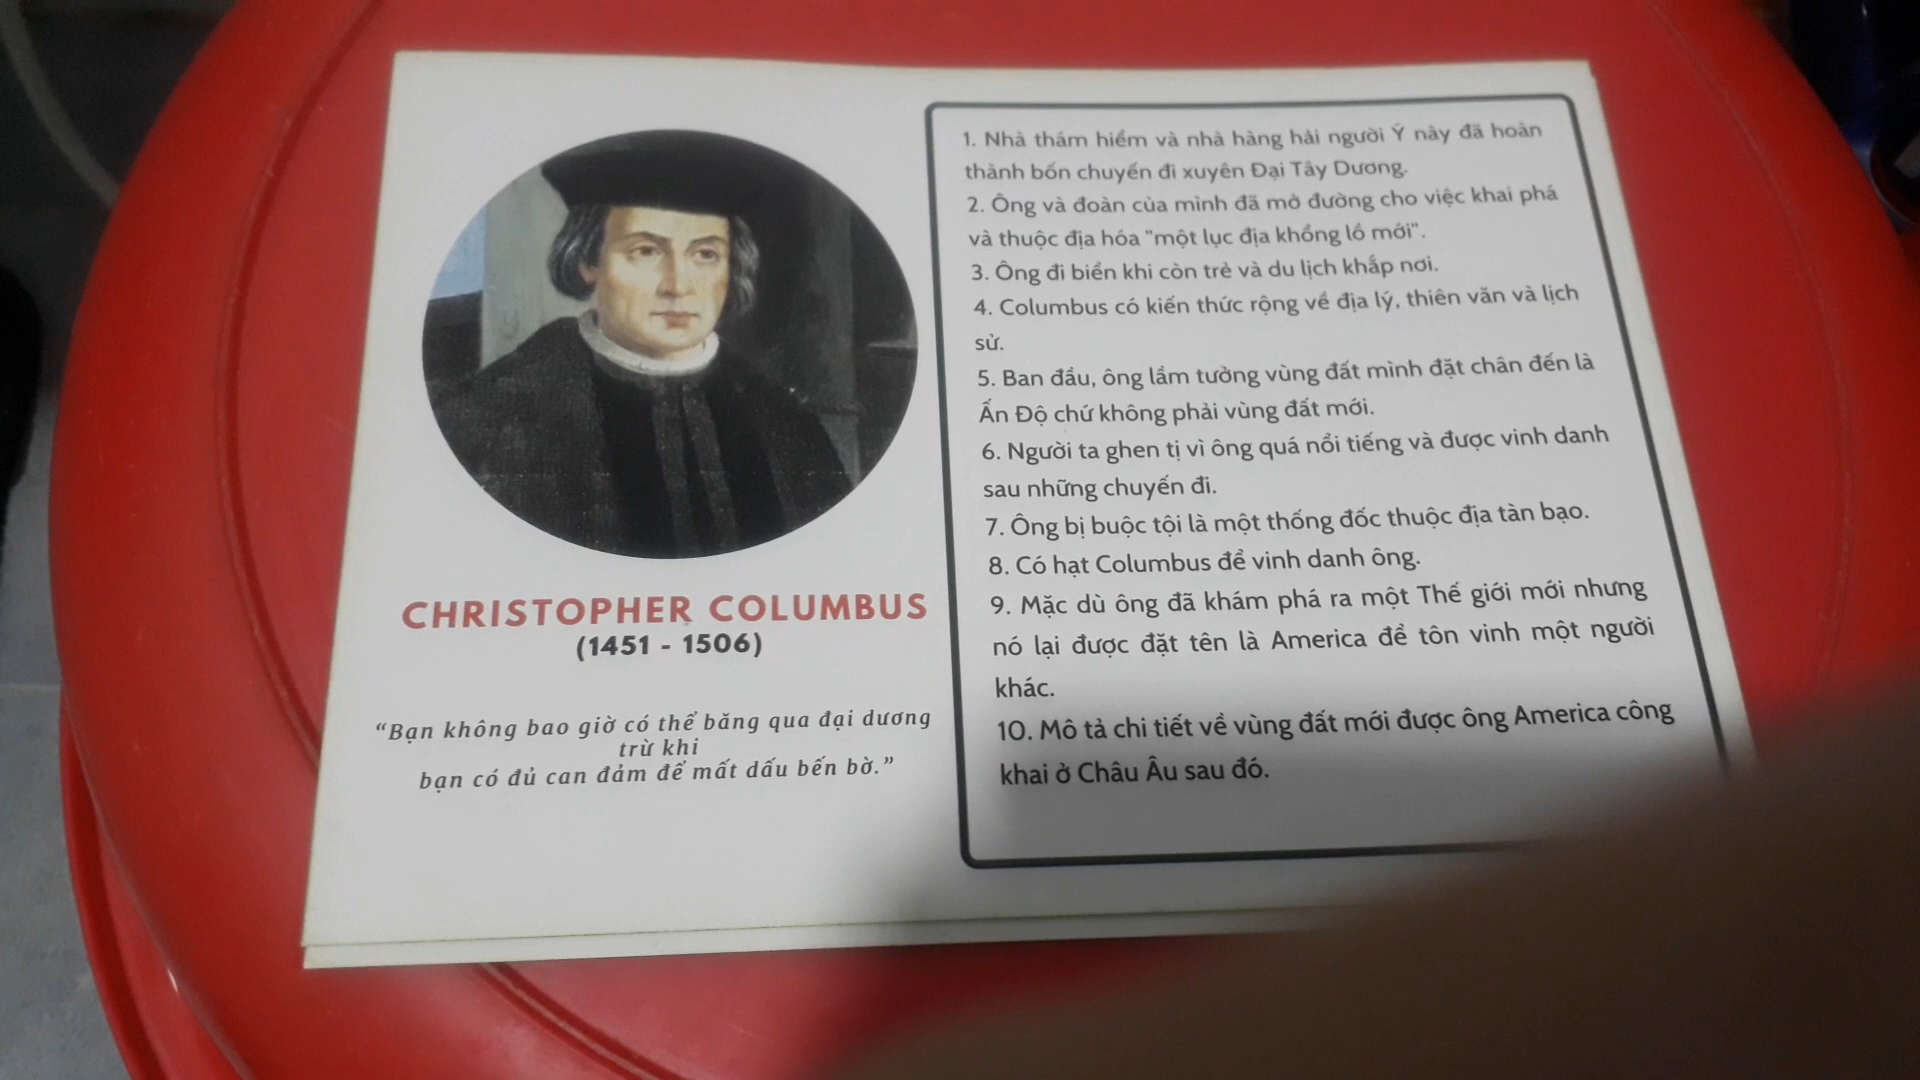 CHRISTOPHER COLUMBUS
(1451 - 1506)
“Bạn không bao giờ có thể băng qua đại dương
trừ khi
bạn có đủ can đảm để mất dấu bến bờ.”
1. Nhà thám hiểm và nhà hàng hải người Ý này đã hoàn
thành bốn chuyến đi xuyên Đại Tây Dương.
2. Ông và đoàn của mình đã mở đường cho việc khai phá
và thuộc địa hóa "một lục địa khổng lồ mới".
3. Ông đi biển khi còn trẻ và du lịch khắp nơi.
4. Columbus có kiến thức rộng về địa lý, thiên văn và lịch
sử.
5. Ban đầu, ông lầm tưởng vùng đất mình đặt chân đến là
Ấn Độ chứ không phải vùng đất mới.
6. Người ta ghen tị vì ông quá nổi tiếng và được vinh danh
sau những chuyến đi.
7. Ông bị buộc tội là một thống đốc thuộc địa tàn bạo.
8. Có hạt Columbus để vinh danh ông.
9. Mặc dù ông đã khám phá ra một Thế giới mới nhưng
nó lại được đặt tên là America để tôn vinh một người
khác.
10. Mô tả chi tiết về vùng đất mới được ông America công
khai ở Châu Âu sau đó.